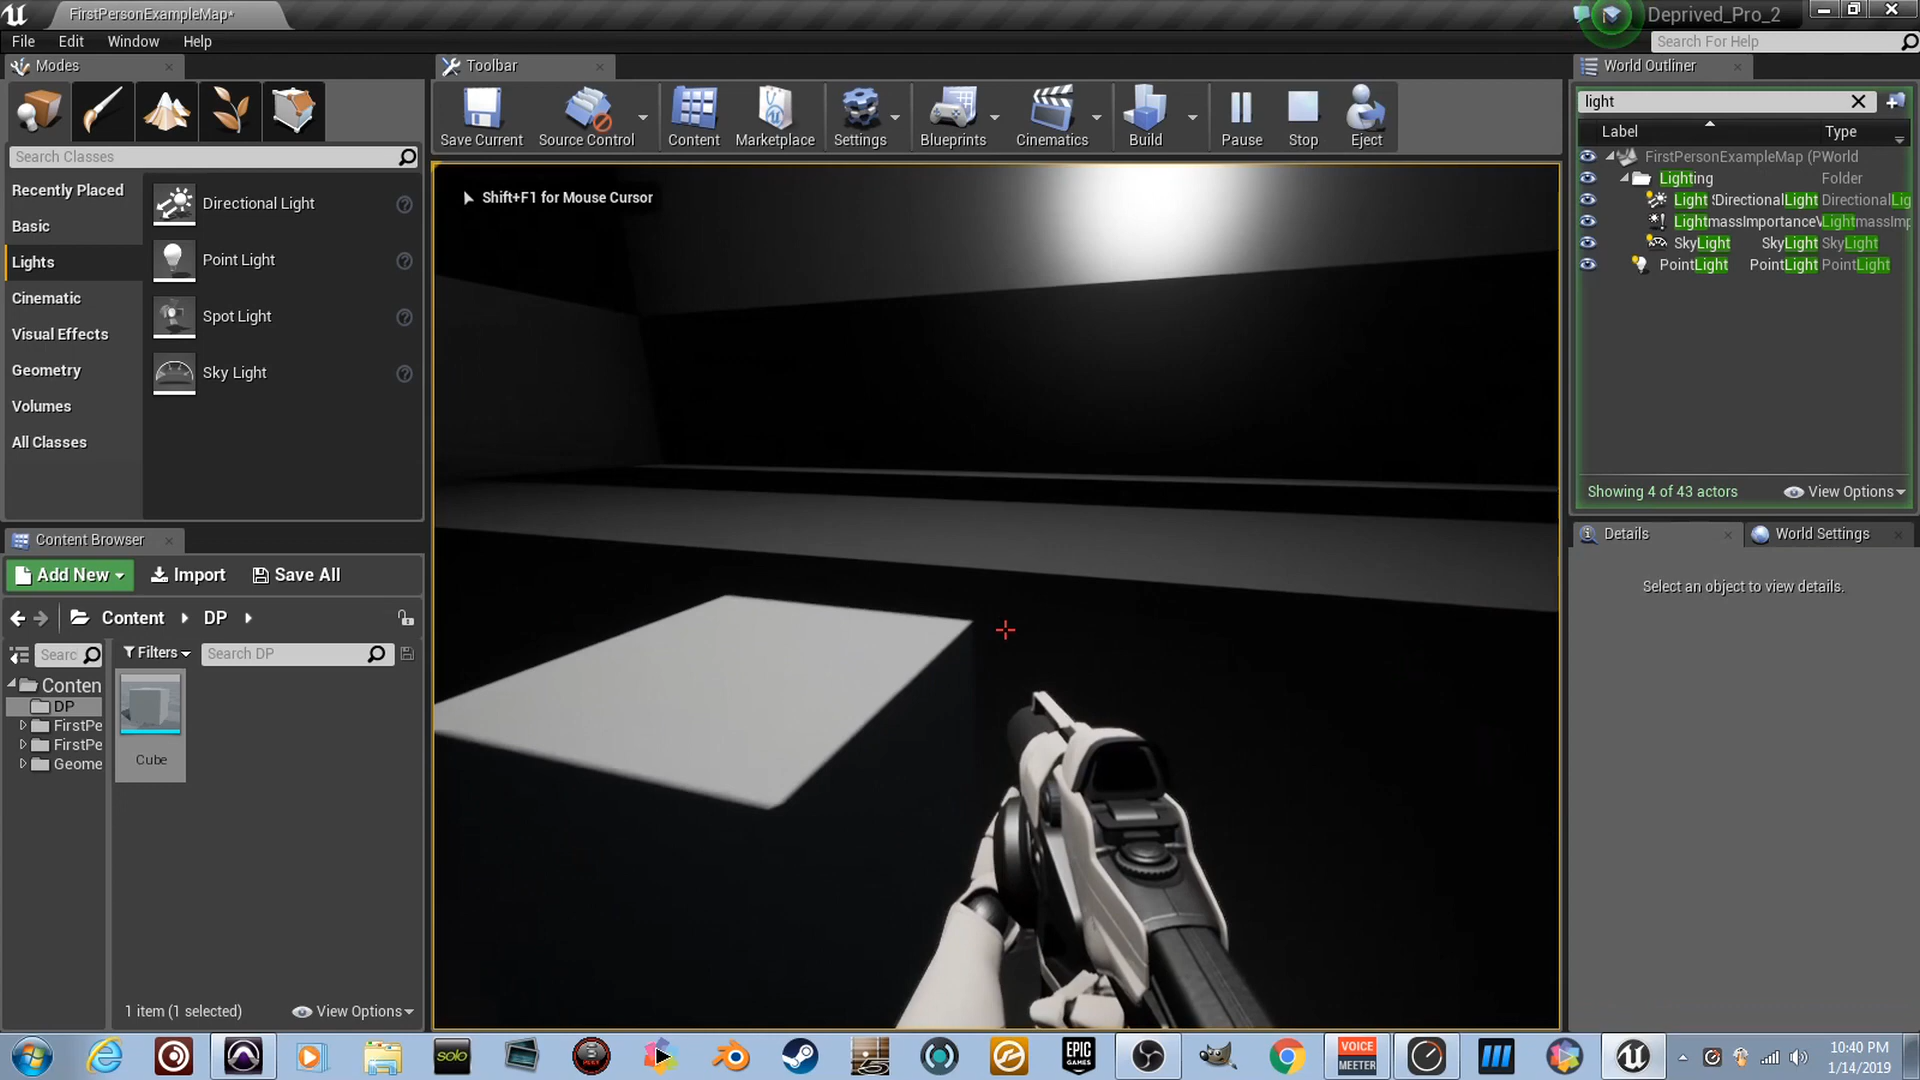 FirstPersonExampleMap*
Deprived_Pro_2
File Edit Window Help
Search For Help
Modes
Toolbar
World Outliner
Save Current
Source Control
Content
Marketplace
Settings
Blueprints
Cinematics
Build
Pause
Stop
Eject
light
Search Classes
Label
Type
Recently Placed
Basic
Lights
Cinematic
Visual Effects
Geometry
Volumes
All Classes
Directional Light
Point Light
Spot Light
Sky Light
Shift+F1 for Mouse Cursor
FirstPersonExampleMap (P World
Lighting Folder
Light DirectionalLight DirectionalLig
LightmassImportanceV LightmassImp
SkyLight SkyLight SkyLight
PointLight PointLight PointLight
Showing 4 of 43 actors
View Options
Details
World Settings
Select an object to view details.
Content Browser
Add New
Import
Save All
Content
DP
Searc
Filters
Search DP
Conten
DP
FirstPe
FirstPe
Geome
Cube
1 item (1 selected)
View Options
solo
EPIC
GAMES
VOICE
MEETER
10:40 PM
1/14/2019